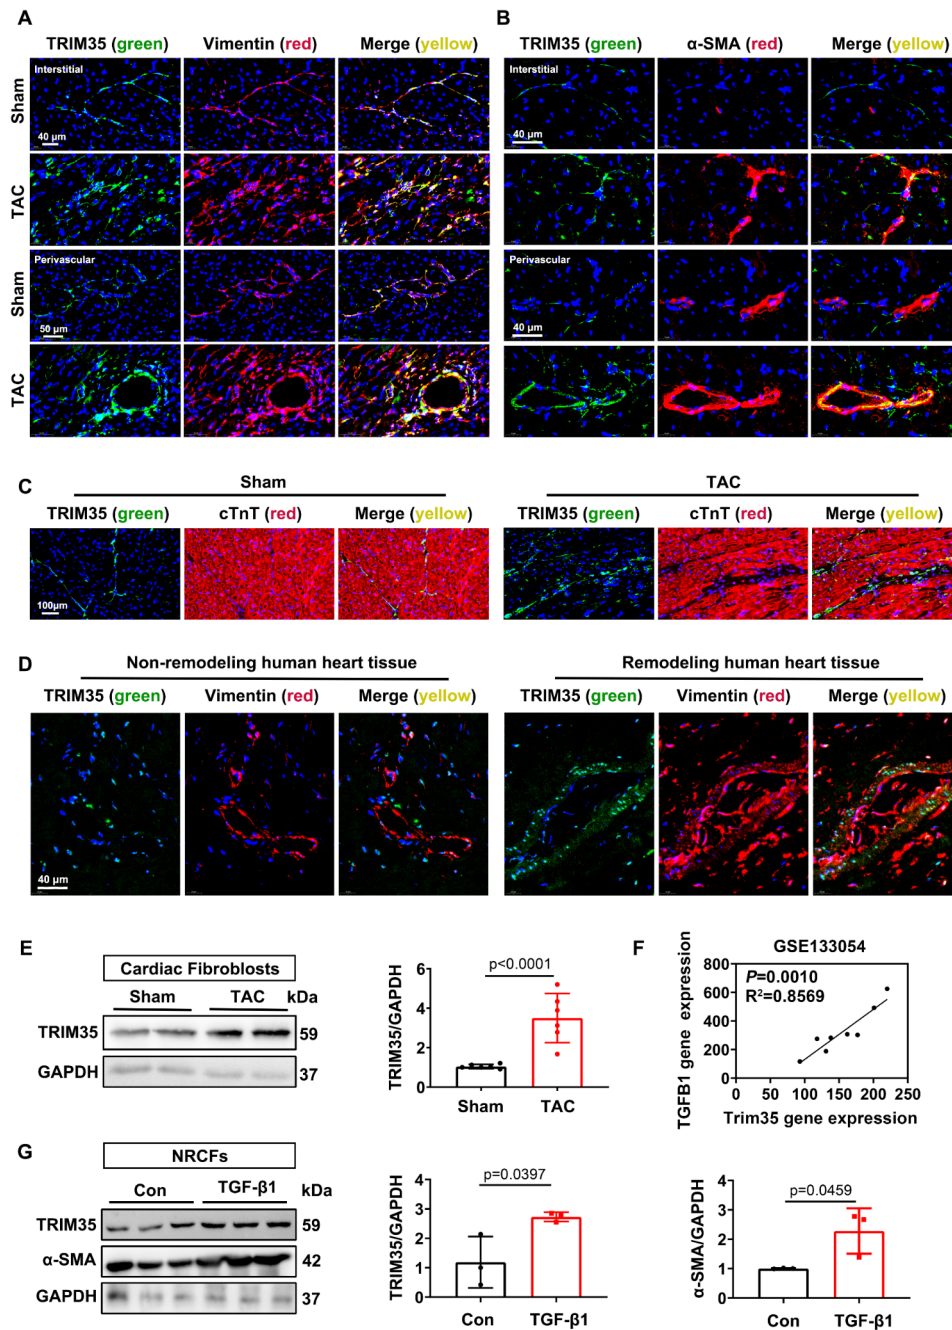 A
TRIM35 (green) Vimentin (red) Merge (yellow)
Sham
Interstitial
40 μm
TAC
Sham
Perivascular
50 μm
TAC
B
TRIM35 (green) α-SMA (red) Merge (yellow)
Interstitial
40 μm
Perivascular
40 μm
C
Sham TAC
TRIM35 (green) cTnT (red) Merge (yellow) TRIM35 (green) cTnT (red) Merge (yellow)
100μm
D
Non-remodeling human heart tissue Remodeling human heart tissue
TRIM35 (green) Vimentin (red) Merge (yellow) TRIM35 (green) Vimentin (red) Merge (yellow)
40 μm
E
Cardiac Fibroblosts
Sham TAC kDa
TRIM35 59
GAPDH 37
TRIM35/GAPDH
p<0.0001
6
4
2
0
Sham TAC
F
GSE133054
TGFB1 gene expression
P=0.0010
R²=0.8569
800
600
400
200
0
0 50 100 150 200 250
Trim35 gene expression
G
NRCFs
Con TGF-β1 kDa
TRIM35 59
α-SMA 42
GAPDH 37
TRIM35/GAPDH
p=0.0397
4
3
2
1
0
Con TGF-β1
α-SMA/GAPDH
p=0.0459
4
3
2
1
0
Con TGF-β1